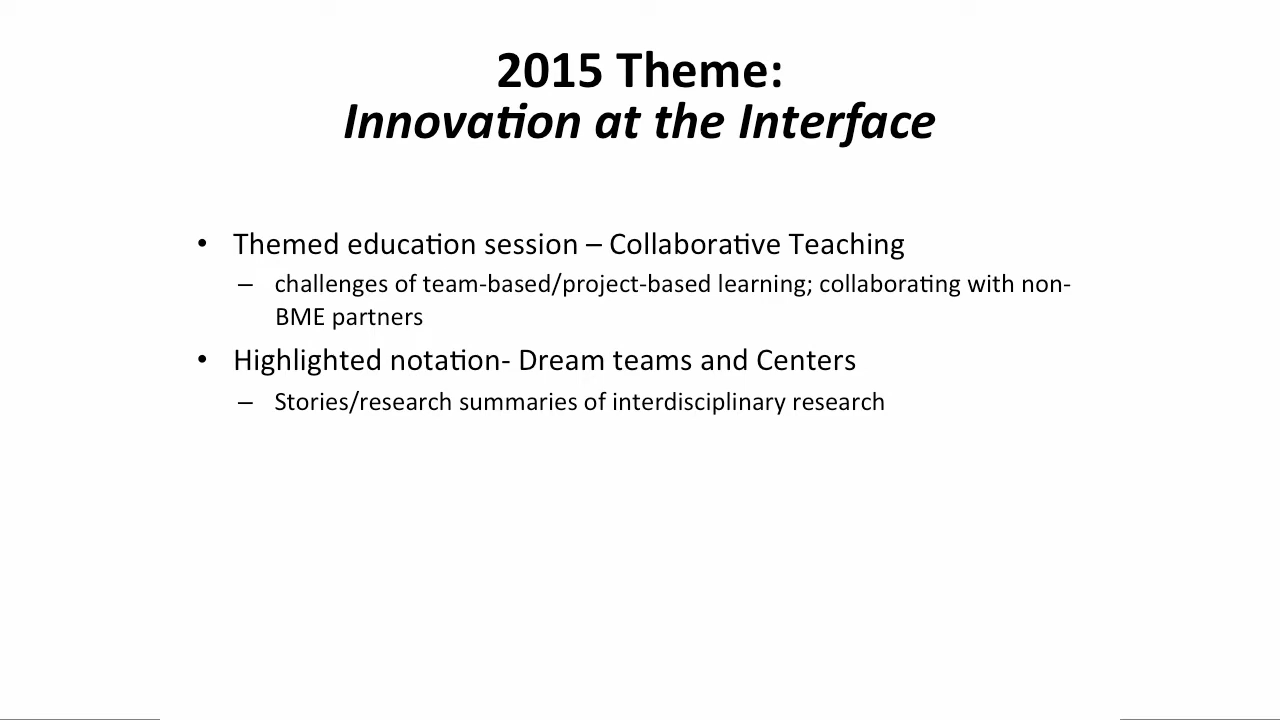 2015 Theme:
Innovation at the Interface
• Themed education session – Collaborative Teaching
– challenges of team-based/project-based learning; collaborating with non-
BME partners
• Highlighted notation- Dream teams and Centers
– Stories/research summaries of interdisciplinary research